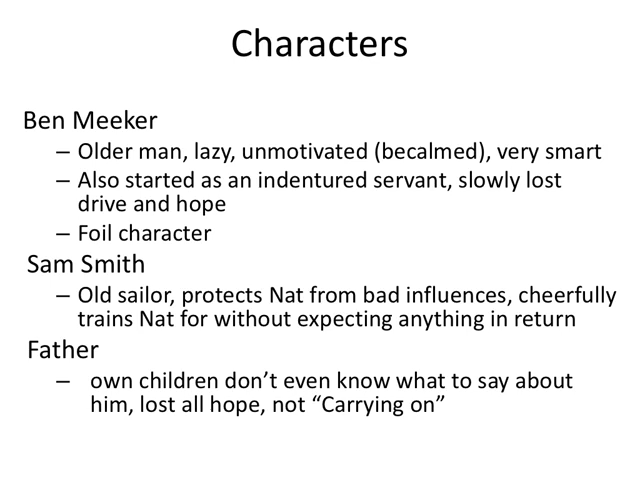 Characters
Ben Meeker
– Older man, lazy, unmotivated (becalmed), very smart
– Also started as an indentured servant, slowly lost
drive and hope
– Foil character
Sam Smith
– Old sailor, protects Nat from bad influences, cheerfully
trains Nat for without expecting anything in return
Father
– own children don’t even know what to say about
him, lost all hope, not “Carrying on”